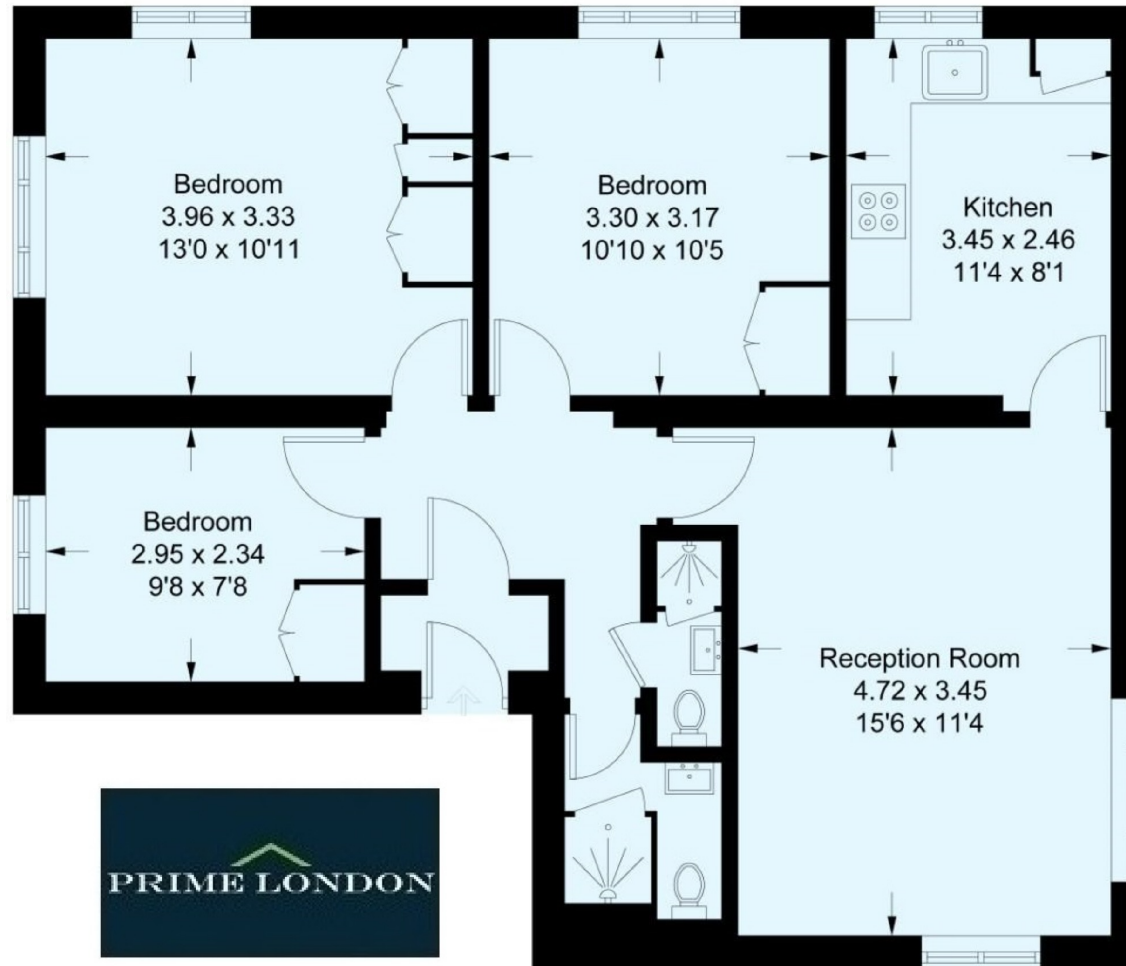 Bedroom
3.96 x 3.33
13'0 x 10'11
Bedroom
3.30 x 3.17
10'10 x 10'5
Kitchen
3.45 x 2.46
11'4 x 8'1
Bedroom
2.95 x 2.34
9'8 x 7'8
Reception Room
4.72 x 3.45
15'6 x 11'4
PRIME LONDON